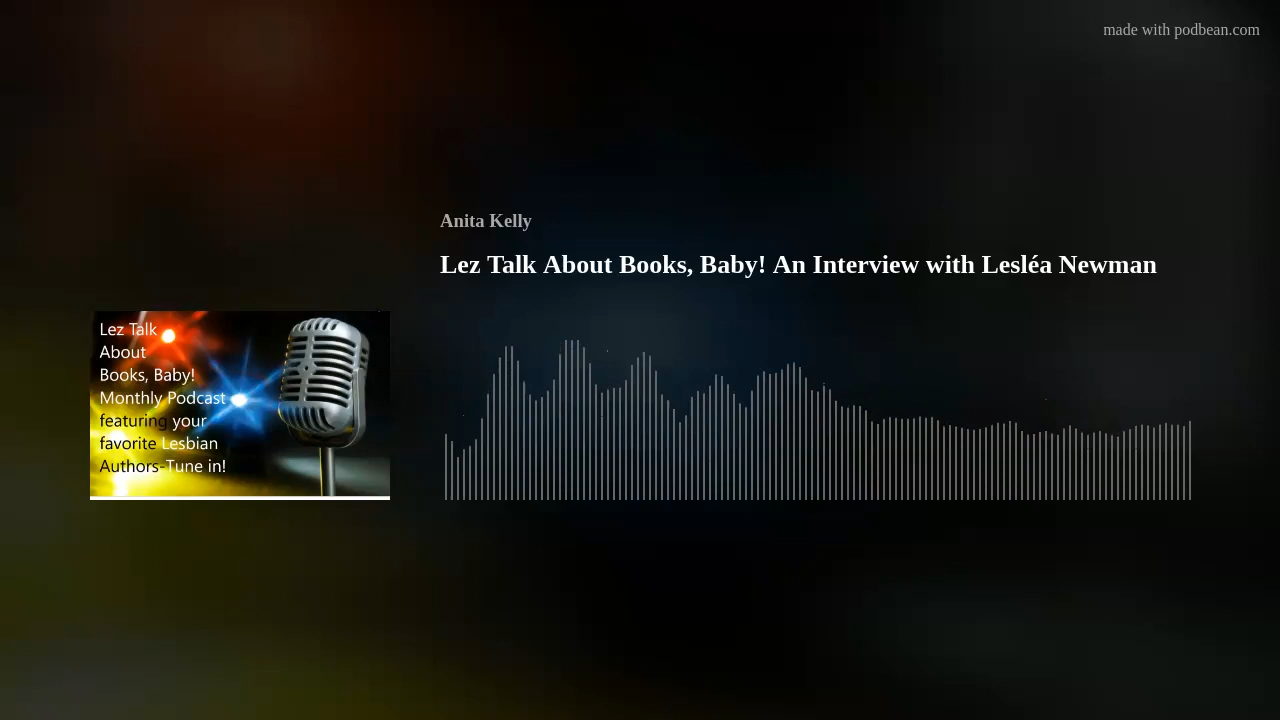 made with podbean.com
Anita Kelly
Lez Talk About Books, Baby! An Interview with Lesléa Newman
Lez Talk
About
Books, Baby!
Monthly Podcast
featuring your
favorite Lesbian
Authors-Tune in!